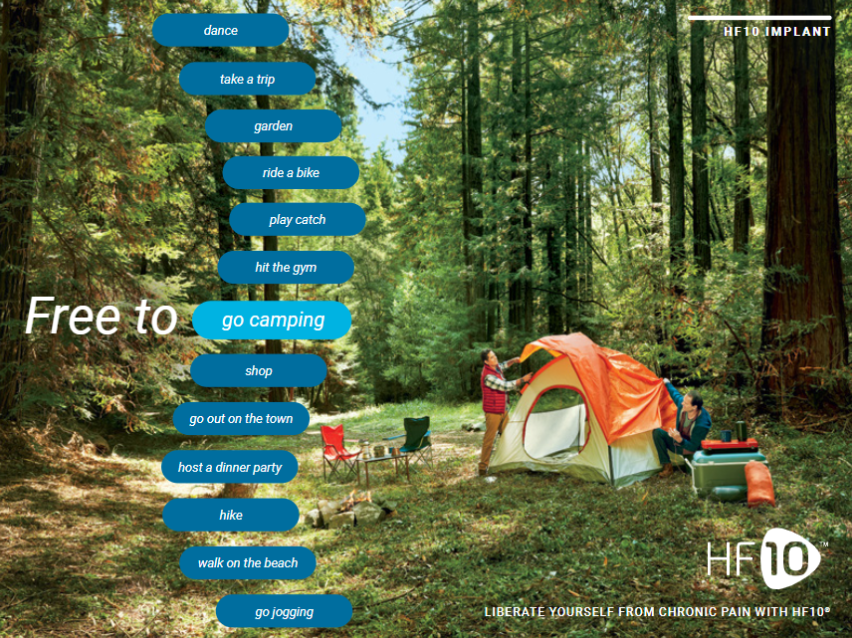 HF10 IMPLANT
dance
take a trip
garden
ride a bike
play catch
hit the gym
Free to go camping
shop
go out on the town
host a dinner party
hike
walk on the beach
go jogging
HF10™
LIBERATE YOURSELF FROM CHRONIC PAIN WITH HF10®